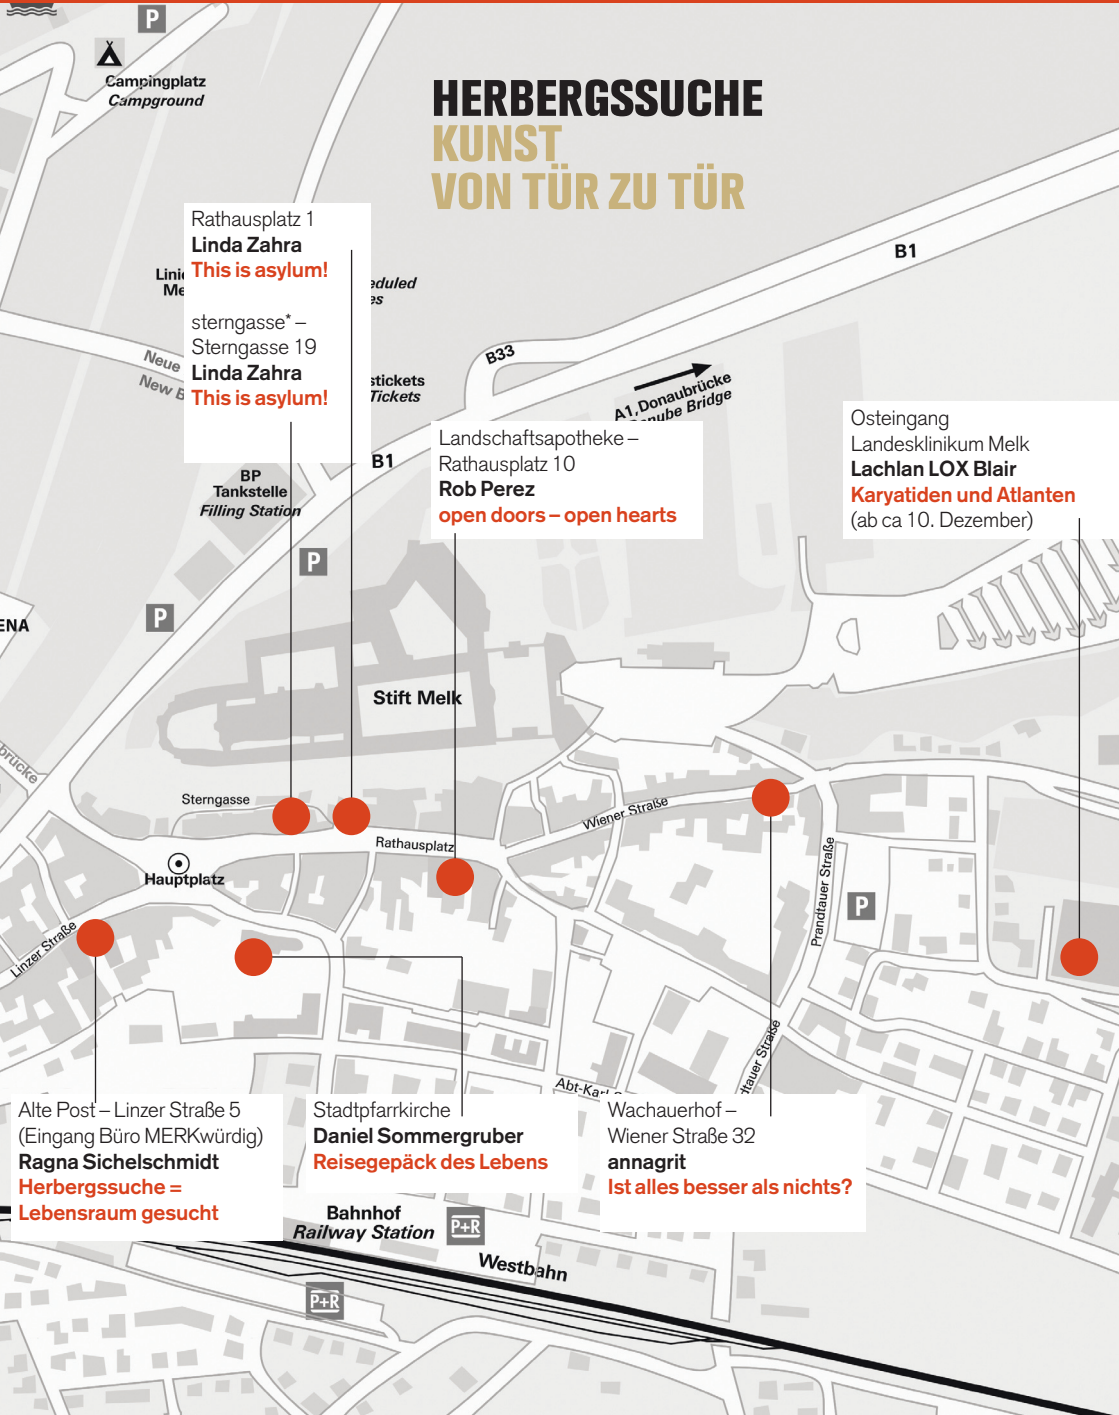 P
Campingplatz
Campground
HERBERGSSUCHE
KUNST
VON TÜR ZU TÜR
Rathausplatz 1
Linda Zahra
This is asylum!
sterngasse* –
Sterngasse 19
Linda Zahra
This is asylum!
B1
B33
Neue
New
A1, Donaubrücke
Bridge
B1
BP
Tankstelle
Filling Station
Landschaftsapotheke –
Rathausplatz 10
Rob Perez
open doors – open hearts
Osteingang
Landesklinikum Melk
Lachlan LOX Blair
Karyatiden und Atlanten
(ab ca 10. Dezember)
P
P
Stift Melk
Sterngasse
Wiener Straße
Rathausplatz
Hauptplatz
Prandtauer Straße
P
Linzer Straße
Straße
Alte Post – Linzer Straße 5
(Eingang Büro MERKwürdig)
Ragna Sichelschmidt
Herbergssuche =
Lebensraum gesucht
Stadtpfarrkirche
Daniel Sommergruber
Reisegepäck des Lebens
Wachauerhof –
Wiener Straße 32
annagrit
Ist alles besser als nichts?
Bahnhof
Railway Station
P+R
Westbahn
P+R